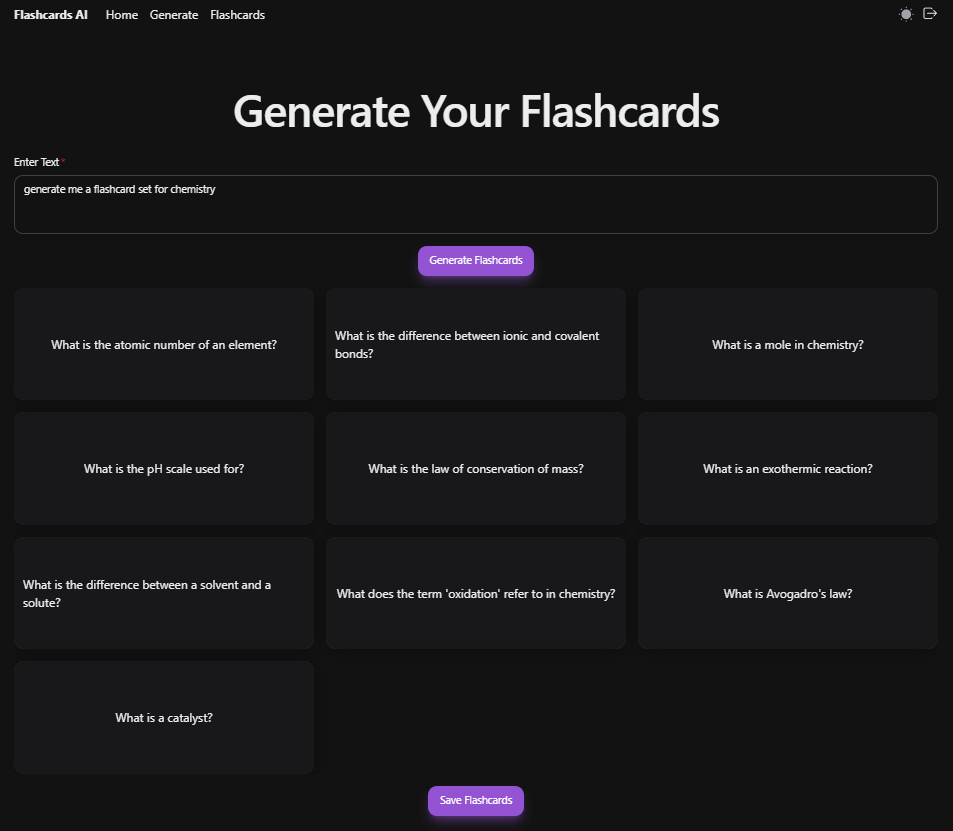 Flashcards AI Home Generate Flashcards
Generate Your Flashcards
Enter Text *
generate me a flashcard set for chemistry
Generate Flashcards
What is the atomic number of an element?
What is the difference between ionic and covalent
bonds?
What is a mole in chemistry?
What is the pH scale used for?
What is the law of conservation of mass?
What is an exothermic reaction?
What is the difference between a solvent and a
solute?
What does the term 'oxidation' refer to in chemistry?
What is Avogadro's law?
What is a catalyst?
Save Flashcards